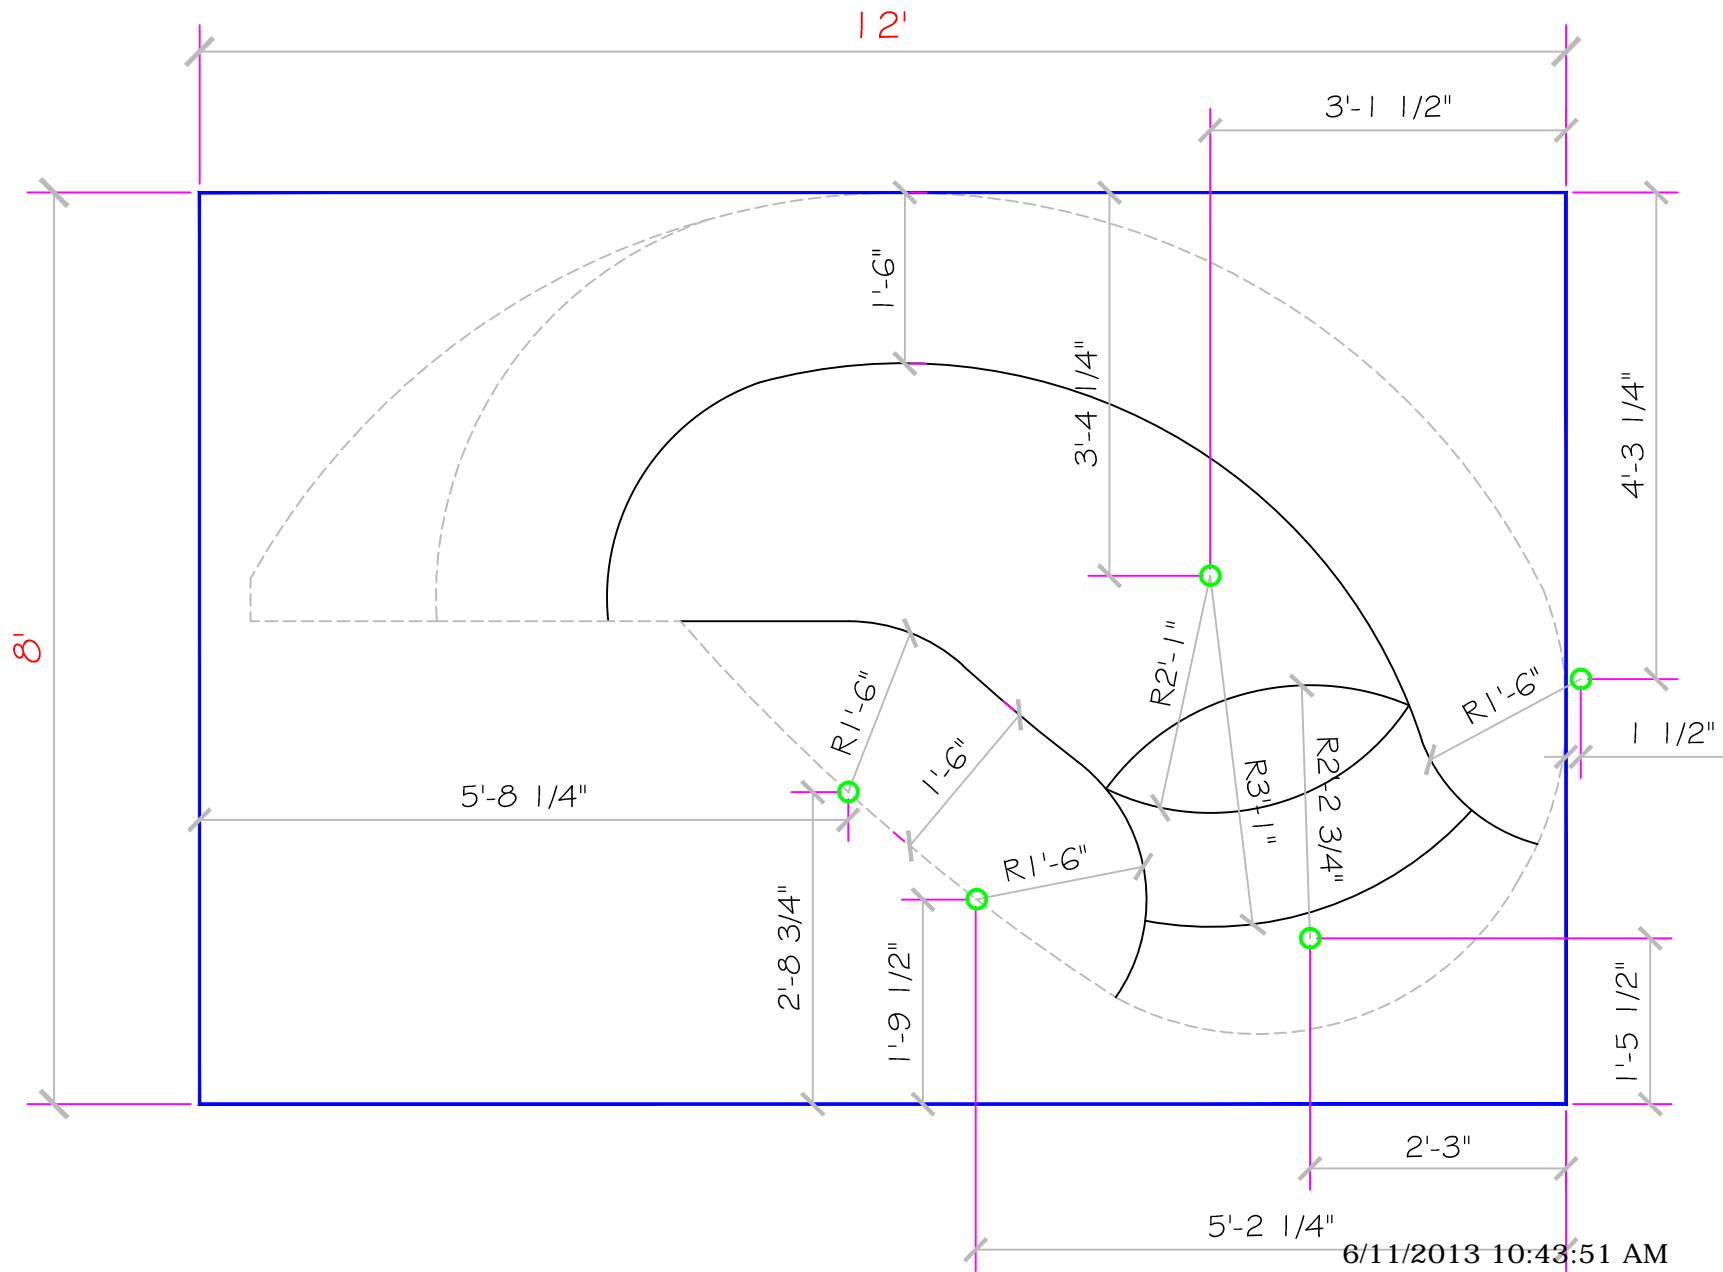 12'
3'-1 1/2"
1'-6"
3'-4 1/4"
4'-3 1/4"
8'
R2'-1"
R1'-6"
R1'-6"
1 1/2"
1'-6"
R2'-2 3/4"
R3'-1"
5'-8 1/4"
R1'-6"
2'-8 3/4"
1'-9 1/2"
1'-5 1/2"
2'-3"
5'-2 1/4"
6/11/2013 10:43:51 AM